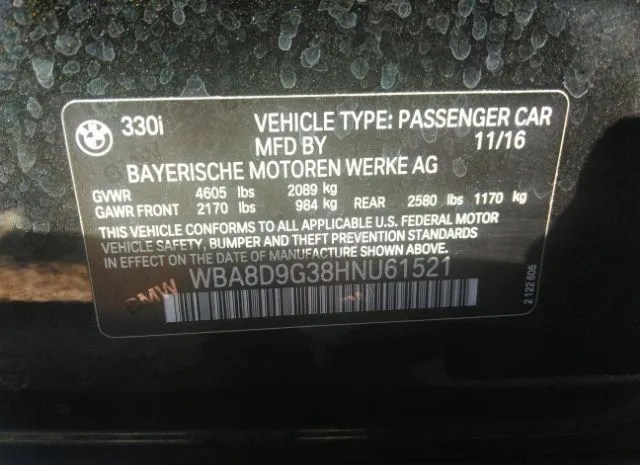 BMW 330i VEHICLE TYPE: PASSENGER CAR
MFD BY 11/16
BAYERISCHE MOTOREN WERKE AG
GVWR 4605 lbs 2089 kg
GAWR FRONT 2170 lbs 984 kg REAR 2580 lbs 1170 kg
THIS VEHICLE CONFORMS TO ALL APPLICABLE U.S. FEDERAL MOTOR
VEHICLE SAFETY, BUMPER AND THEFT PREVENTION STANDARDS
IN EFFECT ON THE DATE OF MANUFACTURE SHOWN ABOVE.
WBA8D9G38HNU61521
BMW
2 122 606